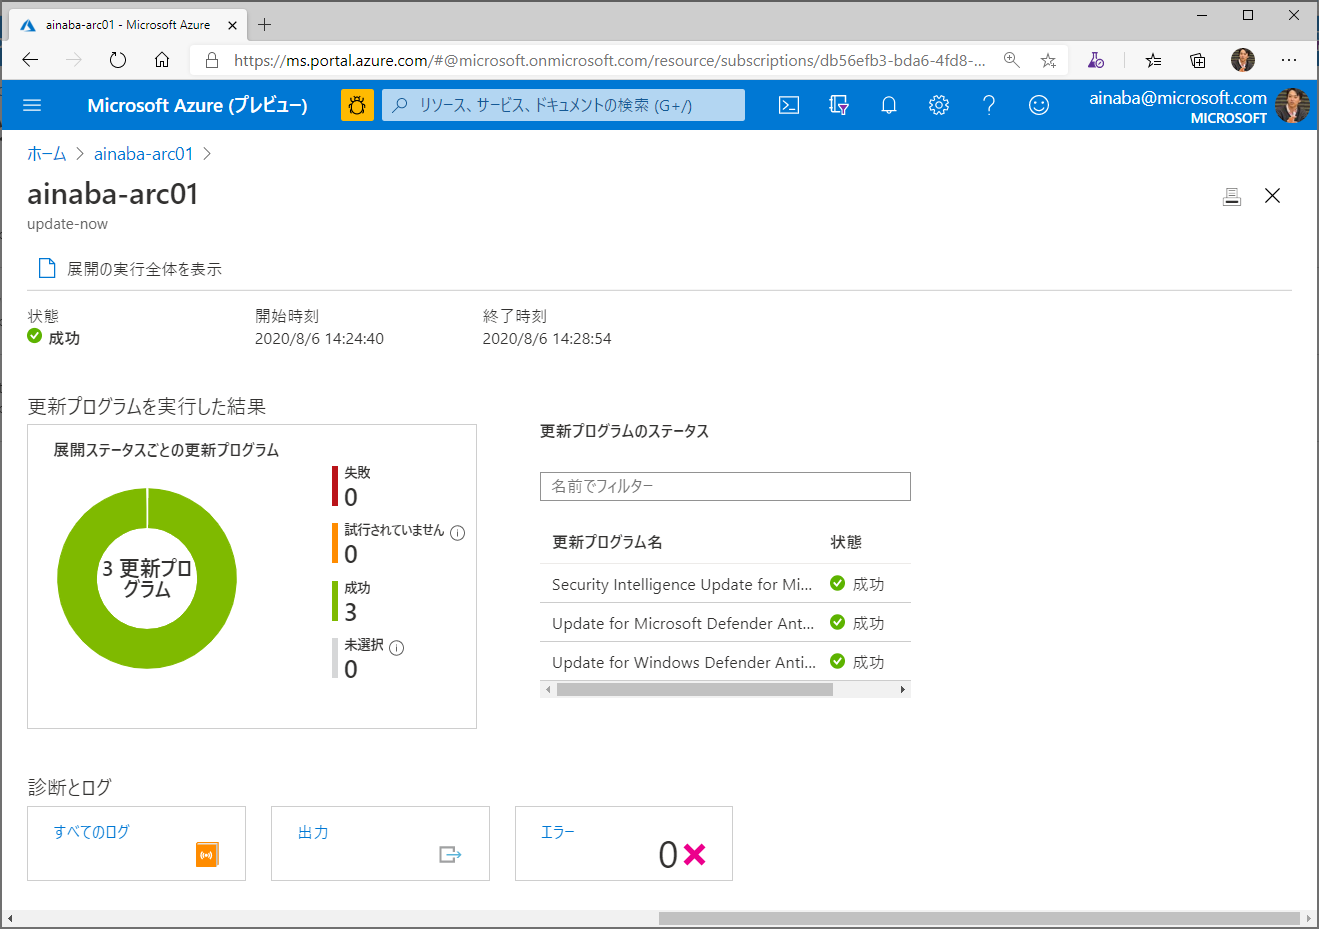 ainaba-arc01 - Microsoft Azure
https://ms.portal.azure.com/#@microsoft.onmicrosoft.com/resource/subscriptions/db56efb3-bda6-4fd8-...
Microsoft Azure (プレビュー)
リソース、サービス、ドキュメントの検索 (G+/)
ainaba@microsoft.com
MICROSOFT
ホーム > ainaba-arc01 >
ainaba-arc01
update-now
展開の実行全体を表示
状態
成功
開始時刻
2020/8/6 14:24:40
終了時刻
2020/8/6 14:28:54
更新プログラムを実行した結果
展開ステータスごとの更新プログラム
3 更新プロ
グラム
失敗
0
試行されていません
0
成功
3
未選択
0
更新プログラムのステータス
名前でフィルター
更新プログラム名 状態
Security Intelligence Update for Mi... 成功
Update for Microsoft Defender Ant... 成功
Update for Windows Defender Anti... 成功
診断とログ
すべてのログ
出力
エラー
0